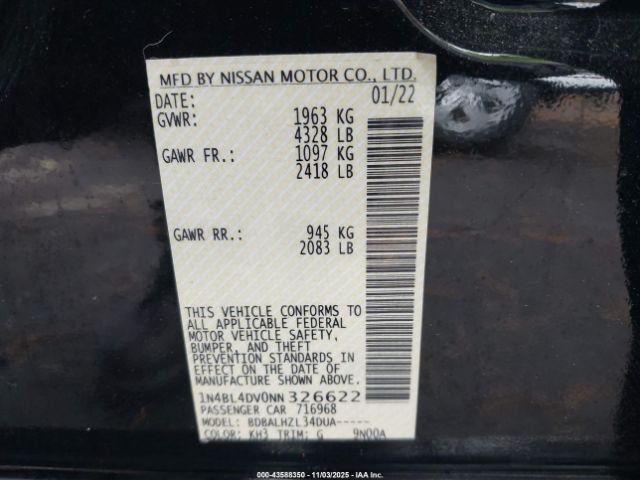 MFD BY NISSAN MOTOR CO., LTD.
DATE: 01/22
GVWR: 1963 KG
4328 LB
GAWR FR.: 1097 KG
2418 LB
GAWR RR.: 945 KG
2083 LB
THIS VEHICLE CONFORMS TO
ALL APPLICABLE FEDERAL
MOTOR VEHICLE SAFETY,
BUMPER, AND THEFT
PREVENTION STANDARDS IN
EFFECT ON THE DATE OF
MANUFACTURE SHOWN ABOVE.
1N4BL4DV0NN326622
PASSENGER CAR 716968
MODEL: BDBALHZL34DUA-----
COLOR: KH3 TRIM: G 9N00A
000-43588350 - 11/03/2025 - IAAI.COM